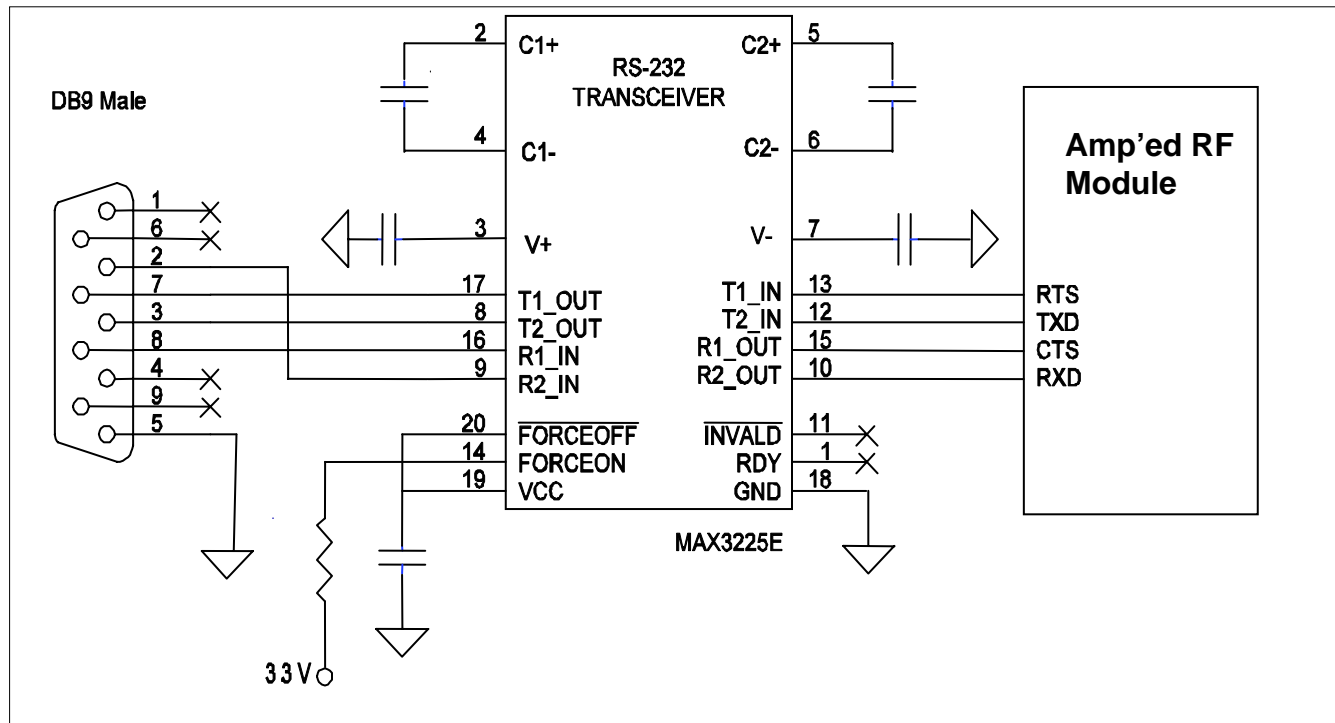 DB9 Male
1
6
2
7
3
8
4
9
5
RS-232
TRANSCEIVER
2 C1+
4 C1-
3 V+
17 T1_OUT
8 T2_OUT
16 R1_IN
9 R2_IN
20 FORCEOFF
14 FORCEON
19 VCC
C2+ 5
C2- 6
V- 7
T1_IN 13
T2_IN 12
R1_OUT 15
R2_OUT 10
INVALD 11
RDY 1
GND 18
MAX3225E
3 3 V
Amp’ed RF
Module
RTS
TXD
CTS
RXD